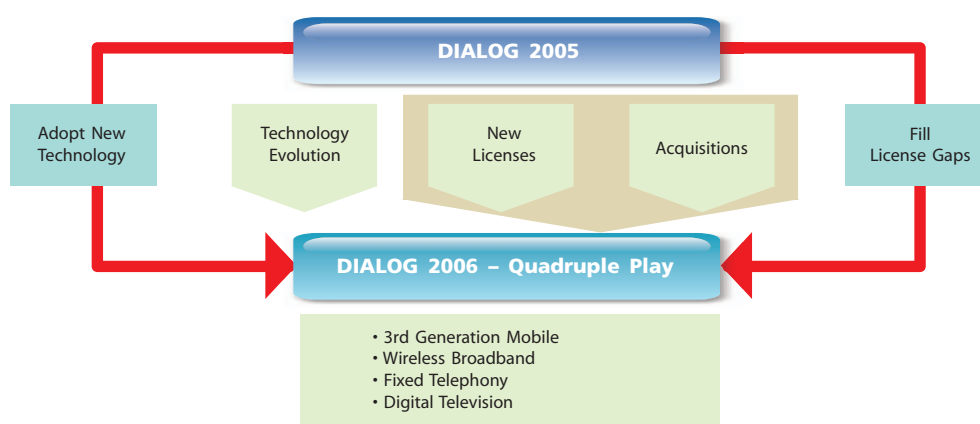 DIALOG 2005
Adopt New
Technology
Technology
Evolution
New
Licenses
Acquisitions
Fill
License Gaps
DIALOG 2006 – Quadruple Play
• 3rd Generation Mobile
• Wireless Broadband
• Fixed Telephony
• Digital Television